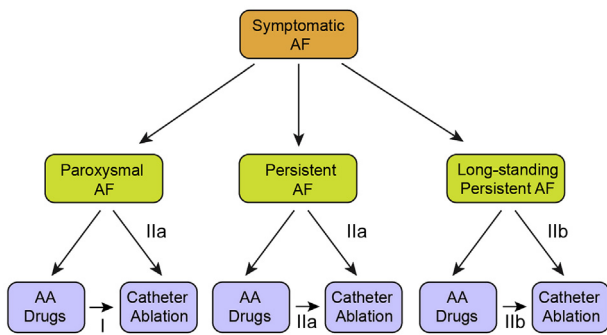 Symptomatic
AF
Paroxysmal
AF
Persistent
AF
Long-standing
Persistent AF
IIa
IIa
IIb
AA
Drugs
I
Catheter
Ablation
AA
Drugs
IIa
Catheter
Ablation
AA
Drugs
IIb
Catheter
Ablation